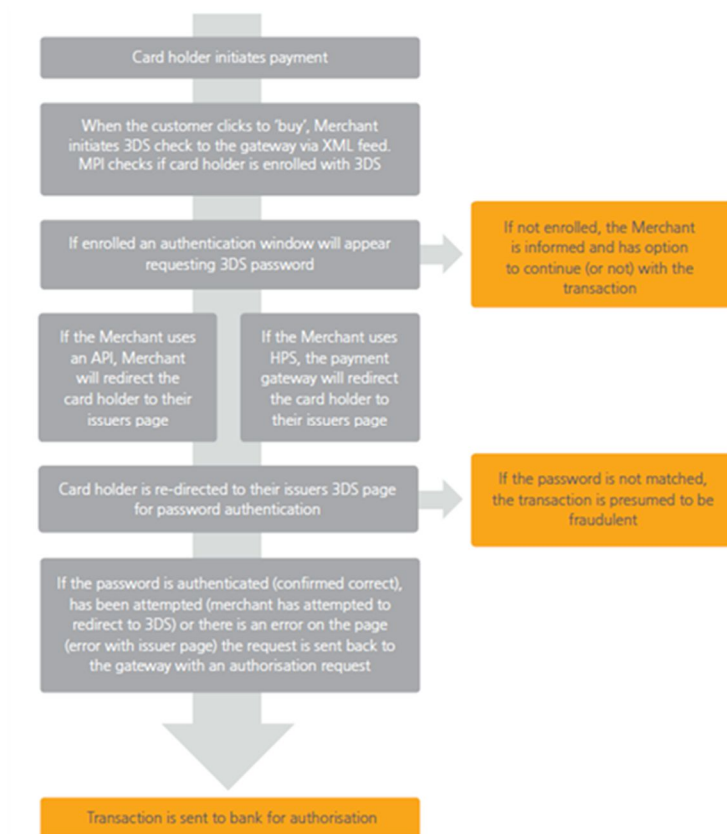 Card holder initiates payment
When the customer clicks to 'buy', Merchant
initiates 3DS check to the gateway via XML feed.
MPI checks if card holder is enrolled with 3DS
If enrolled an authentication window will appear
requesting 3DS password
If not enrolled, the Merchant
is informed and has option
to continue (or not) with the
transaction
If the Merchant uses
an API, Merchant
will redirect the
card holder to their
issuers page
If the Merchant uses
HPS, the payment
gateway will redirect
the card holder to
their issuers page
Card holder is re-directed to their issuers 3DS page
for password authentication
If the password is not matched,
the transaction is presumed to be
fraudulent
If the password is authenticated (confirmed correct),
has been attempted (merchant has attempted to
redirect to 3DS) or there is an error on the page
(error with issuer page) the request is sent back to
the gateway with an authorisation request
Transaction is sent to bank for authorisation